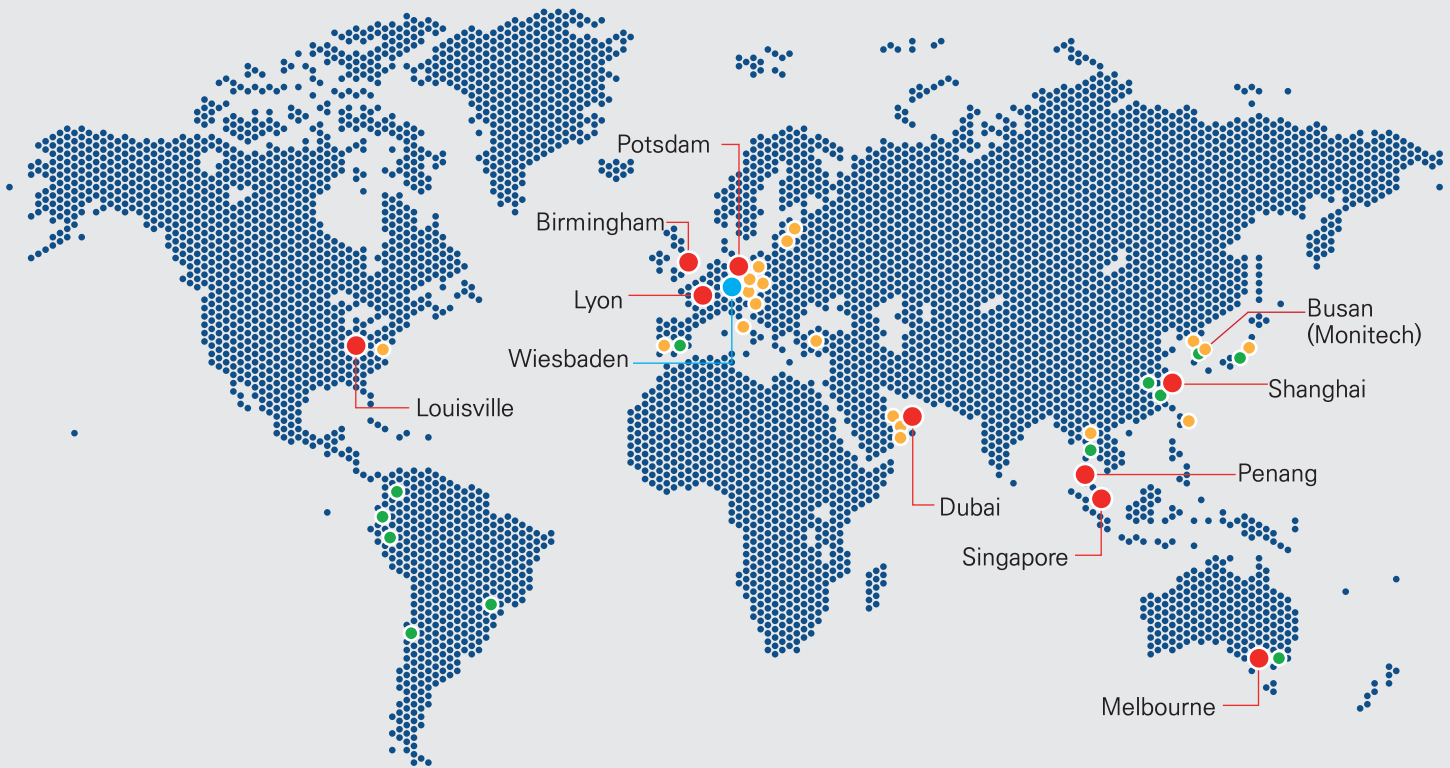 Potsdam
Birmingham
Lyon
Busan
(Monitech)
Wiesbaden
Shanghai
Louisville
Penang
Dubai
Singapore
Melbourne